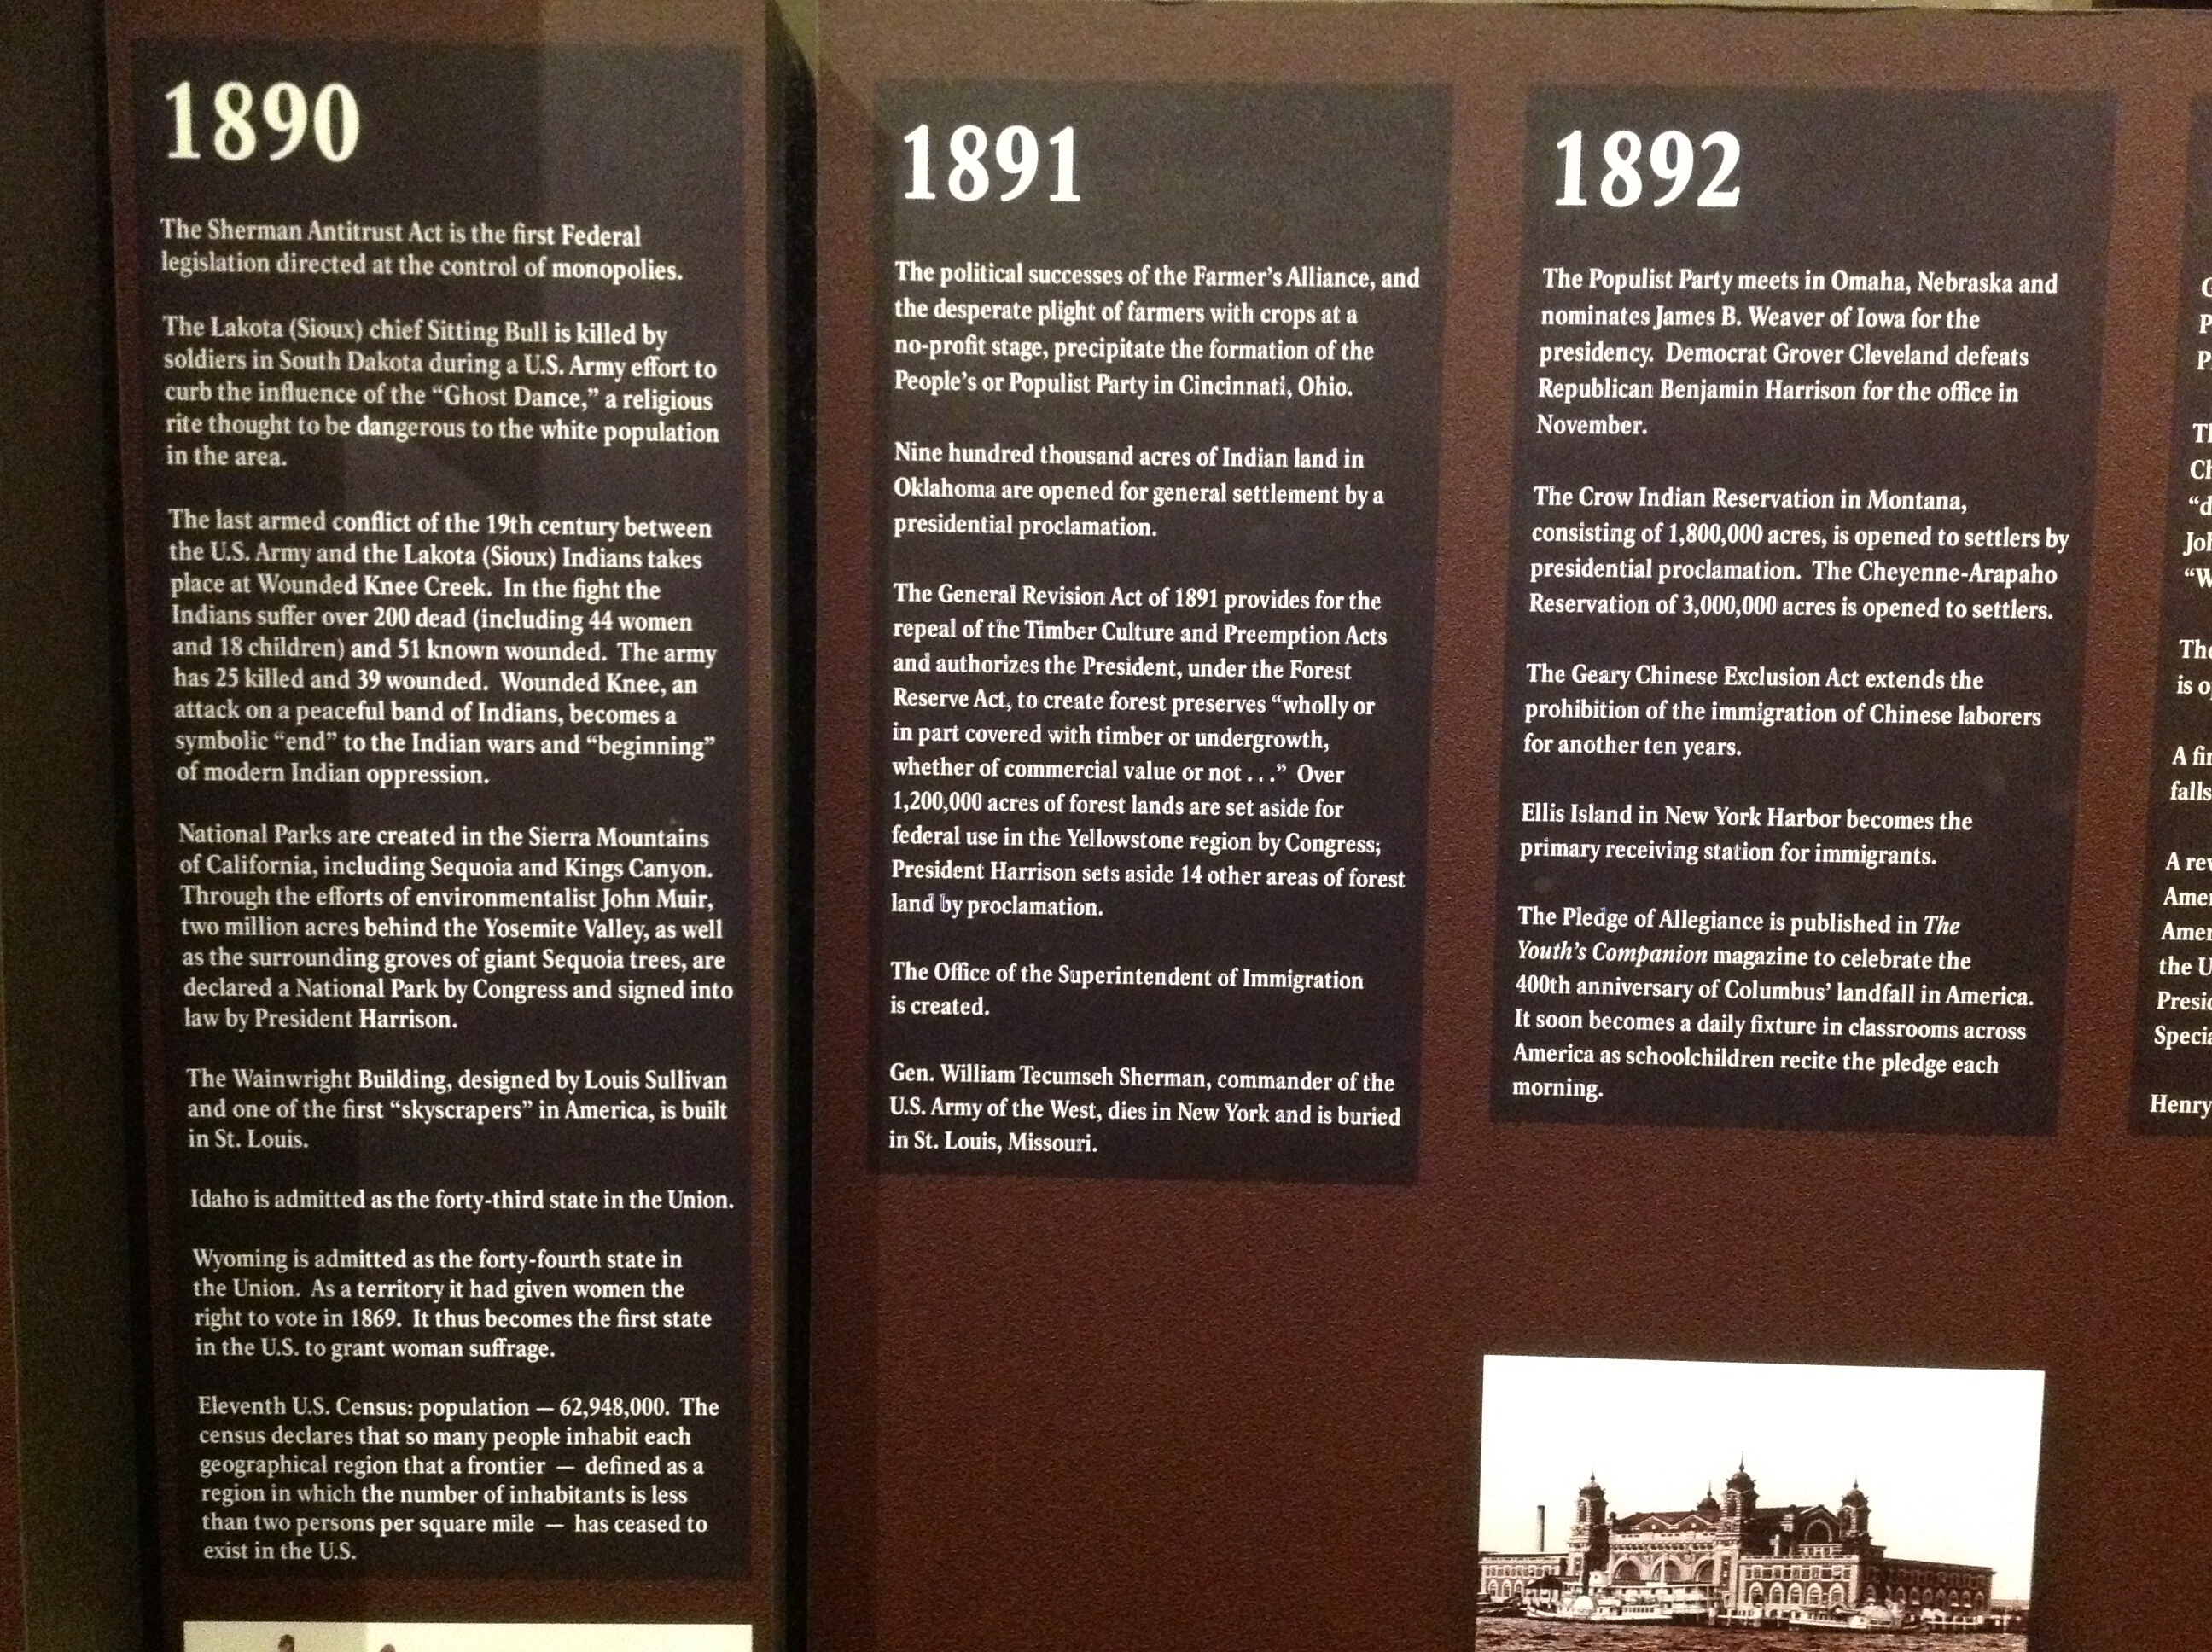 1890
The Sherman Antitrust Act is the first Federal
legislation directed at the control of monopolies.
The Lakota (Sioux) chief Sitting Bull is killed by
soldiers in South Dakota during a U.S. Army effort to
curb the influence of the “Ghost Dance,” a religious
rite thought to be dangerous to the white population
in the area.
The last armed conflict of the 19th century between
the U.S. Army and the Lakota (Sioux) Indians takes
place at Wounded Knee Creek. In the fight the
Indians suffer over 200 dead (including 44 women
and 18 children) and 51 known wounded. The army
has 25 killed and 39 wounded. Wounded Knee, an
attack on a peaceful band of Indians, becomes a
symbolic “end” to the Indian wars and “beginning”
of modern Indian oppression.
National Parks are created in the Sierra Mountains
of California, including Sequoia and Kings Canyon.
Through the efforts of environmentalist John Muir,
two million acres behind the Yosemite Valley, as well
as the surrounding groves of giant Sequoia trees, are
declared a National Park by Congress and signed into
law by President Harrison.
The Wainwright Building, designed by Louis Sullivan
and one of the first “skyscrapers” in America, is built
in St. Louis.
Idaho is admitted as the forty-third state in the Union.
Wyoming is admitted as the forty-fourth state in
the Union. As a territory it had given women the
right to vote in 1869. It thus becomes the first state
in the U.S. to grant woman suffrage.
Eleventh U.S. Census: population — 62,948,000. The
census declares that so many people inhabit each
geographical region that a frontier — defined as a
region in which the number of inhabitants is less
than two persons per square mile — has ceased to
exist in the U.S.
1891
The political successes of the Farmer’s Alliance, and
the desperate plight of farmers with crops at a
no-profit stage, precipitate the formation of the
People’s or Populist Party in Cincinnati, Ohio.
Nine hundred thousand acres of Indian land in
Oklahoma are opened for general settlement by a
presidential proclamation.
The General Revision Act of 1891 provides for the
repeal of the Timber Culture and Preemption Acts
and authorizes the President, under the Forest
Reserve Act, to create forest preserves “wholly or
in part covered with timber or undergrowth,
whether of commercial value or not . . .” Over
1,200,000 acres of forest lands are set aside for
federal use in the Yellowstone region by Congress;
President Harrison sets aside 14 other areas of forest
land by proclamation.
The Office of the Superintendent of Immigration
is created.
Gen. William Tecumseh Sherman, commander of the
U.S. Army of the West, dies in New York and is buried
in St. Louis, Missouri.
1892
The Populist Party meets in Omaha, Nebraska and
nominates James B. Weaver of Iowa for the
presidency. Democrat Grover Cleveland defeats
Republican Benjamin Harrison for the office in
November.
The Crow Indian Reservation in Montana,
consisting of 1,800,000 acres, is opened to settlers by
presidential proclamation. The Cheyenne-Arapaho
Reservation of 3,000,000 acres is opened to settlers.
The Geary Chinese Exclusion Act extends the
prohibition of the immigration of Chinese laborers
for another ten years.
Ellis Island in New York Harbor becomes the
primary receiving station for immigrants.
The Pledge of Allegiance is published in The
Youth’s Companion magazine to celebrate the
400th anniversary of Columbus’ landfall in America.
It soon becomes a daily fixture in classrooms across
America as schoolchildren recite the pledge each
morning.
A
falls
A
the
Henry